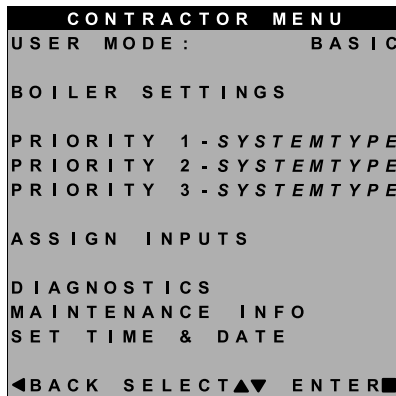 CONTRACTOR MENU
USER MODE: BASIC
BOILER SETTINGS
PRIORITY 1-SYSTEMTYPE
PRIORITY 2-SYSTEMTYPE
PRIORITY 3-SYSTEMTYPE
ASSIGN INPUTS
DIAGNOSTICS
MAINTENANCE INFO
SET TIME & DATE
◀BACK SELECT▲▼ ENTER■